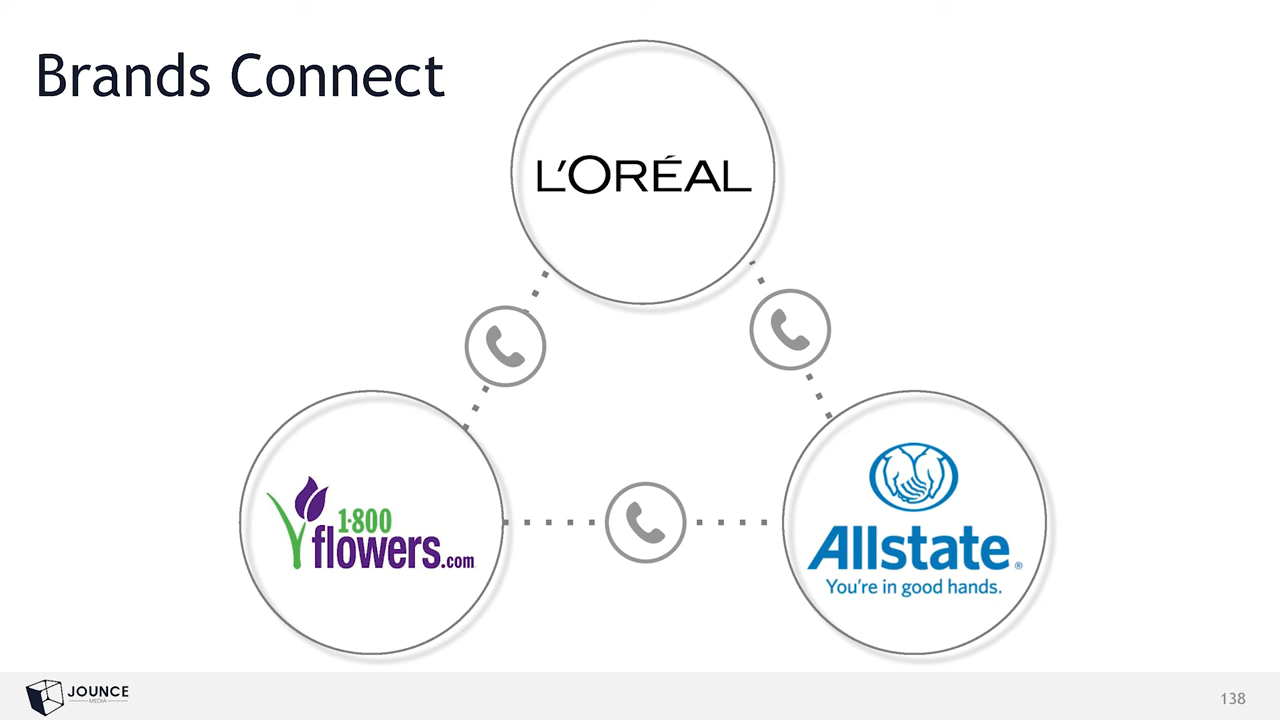 Brands Connect
L'ORÉAL
1·800
flowers.com
Allstate®
You're in good hands.
JOUNCE
MEDIA
138